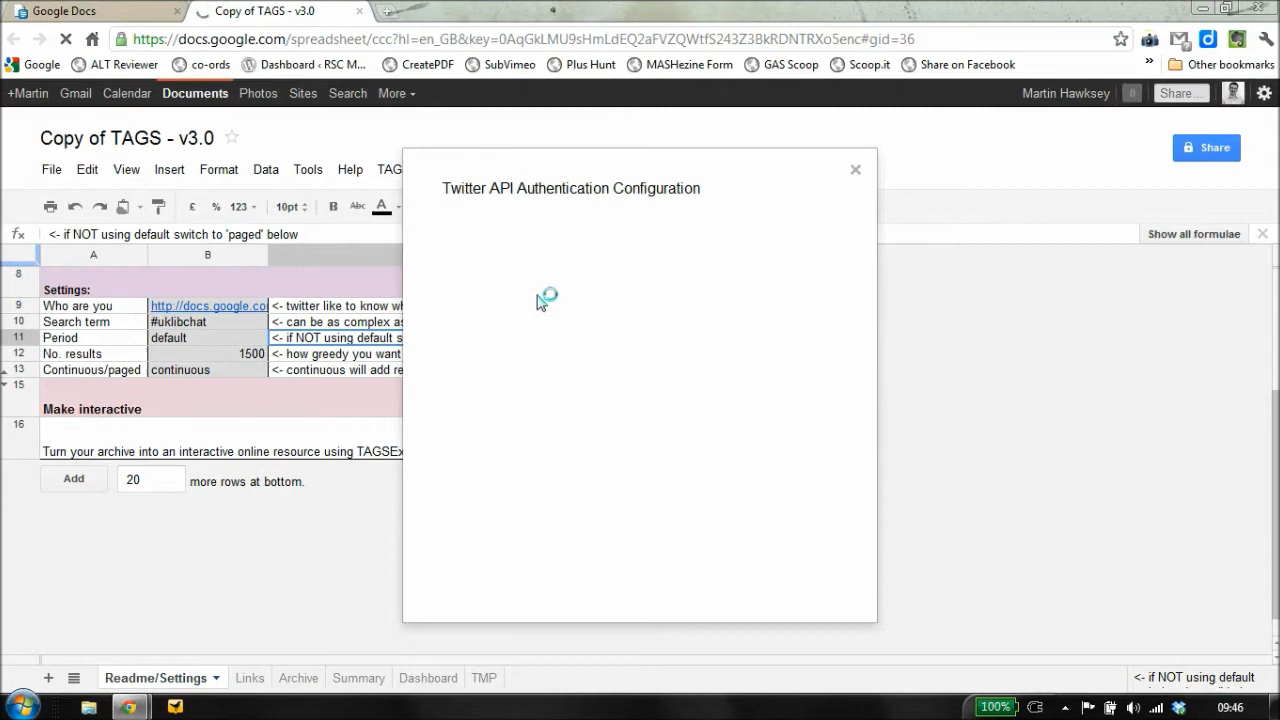 Google Docs
Copy of TAGS - v3.0
https://docs.google.com/spreadsheet/ccc?hl=en_GB&key=0AqGkLMU9sHmLdEQ2aFVZQWtfS243Z3BkRDNTRXo5enc#gid=36
Google ALT Reviewer co-ords Dashboard ‹ RSC M... CreatePDF SubVimeo Plus Hunt MASHezine Form GAS Scoop Scoop.it Share on Facebook » Other bookmarks
+Martin Gmail Calendar Documents Photos Sites Search More Martin Hawksey 0 Share...
Copy of TAGS - v3.0
Share
File Edit View Insert Format Data Tools Help TAG
Twitter API Authentication Configuration
£ % 123 10pt B Abc A
fx <- if NOT using default switch to 'paged' below Show all formulae
A B
8 Settings:
9 Who are you http://docs.google.co <- twitter like to know wh
10 Search term #uklibchat <- can be as complex as
11 Period default <- if NOT using default s
12 No. results 1500 <- how greedy you want
13 Continuous/paged continuous <- continuous will add re
15 Make interactive
16 Turn your archive into an interactive online resource using TAGSEx
Add 20 more rows at bottom.
+ Readme/Settings Links Archive Summary Dashboard TMP <- if NOT using default
100% 09:46